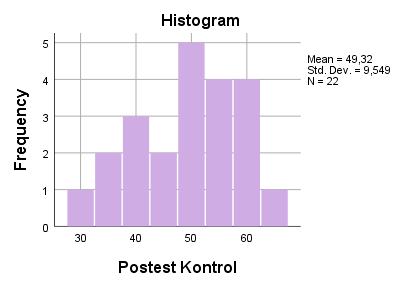 Histogram
Mean = 49,32
Std. Dev. = 9,549
N = 22
Frequency
5
4
3
2
1
0
30 40 50 60
Postest Kontrol